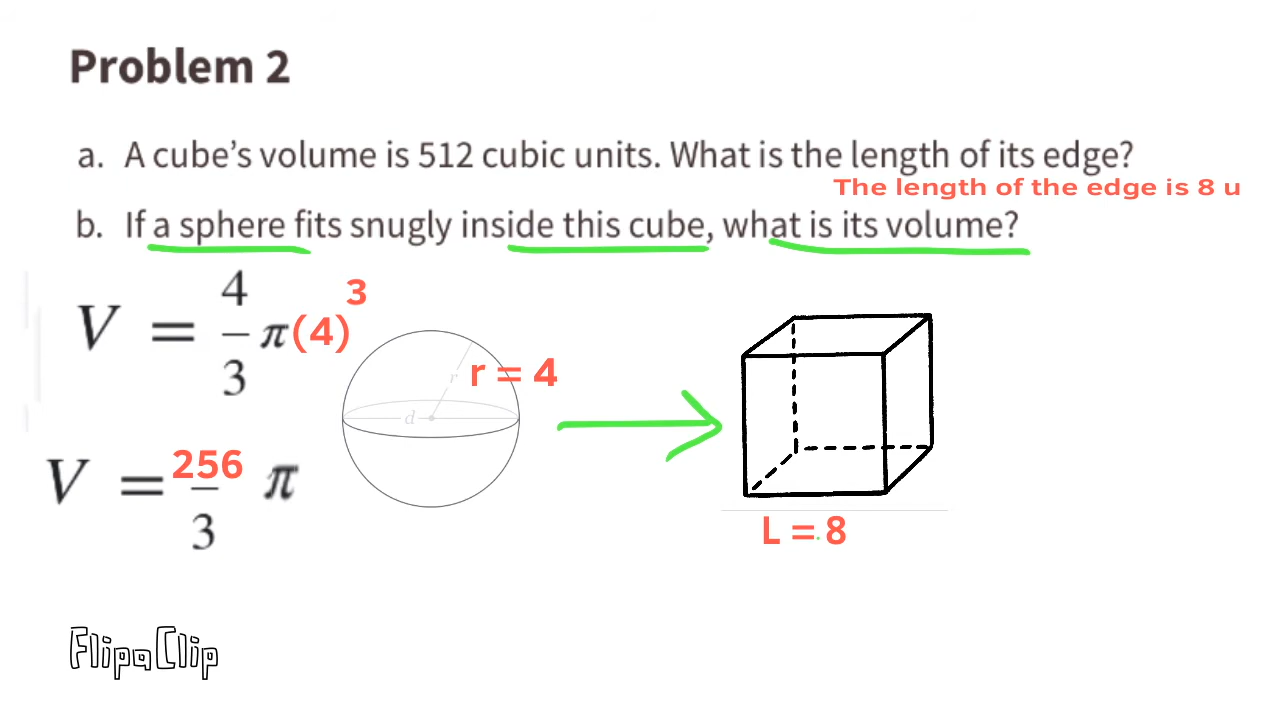 Problem 2
a. A cube's volume is 512 cubic units. What is the length of its edge?
The length of the edge is 8 u
b. If a sphere fits snugly inside this cube, what is its volume?
V = 4/3 π(4)^3
r
r = 4
d
V = 256/3 π
L = 8
FlipaClip